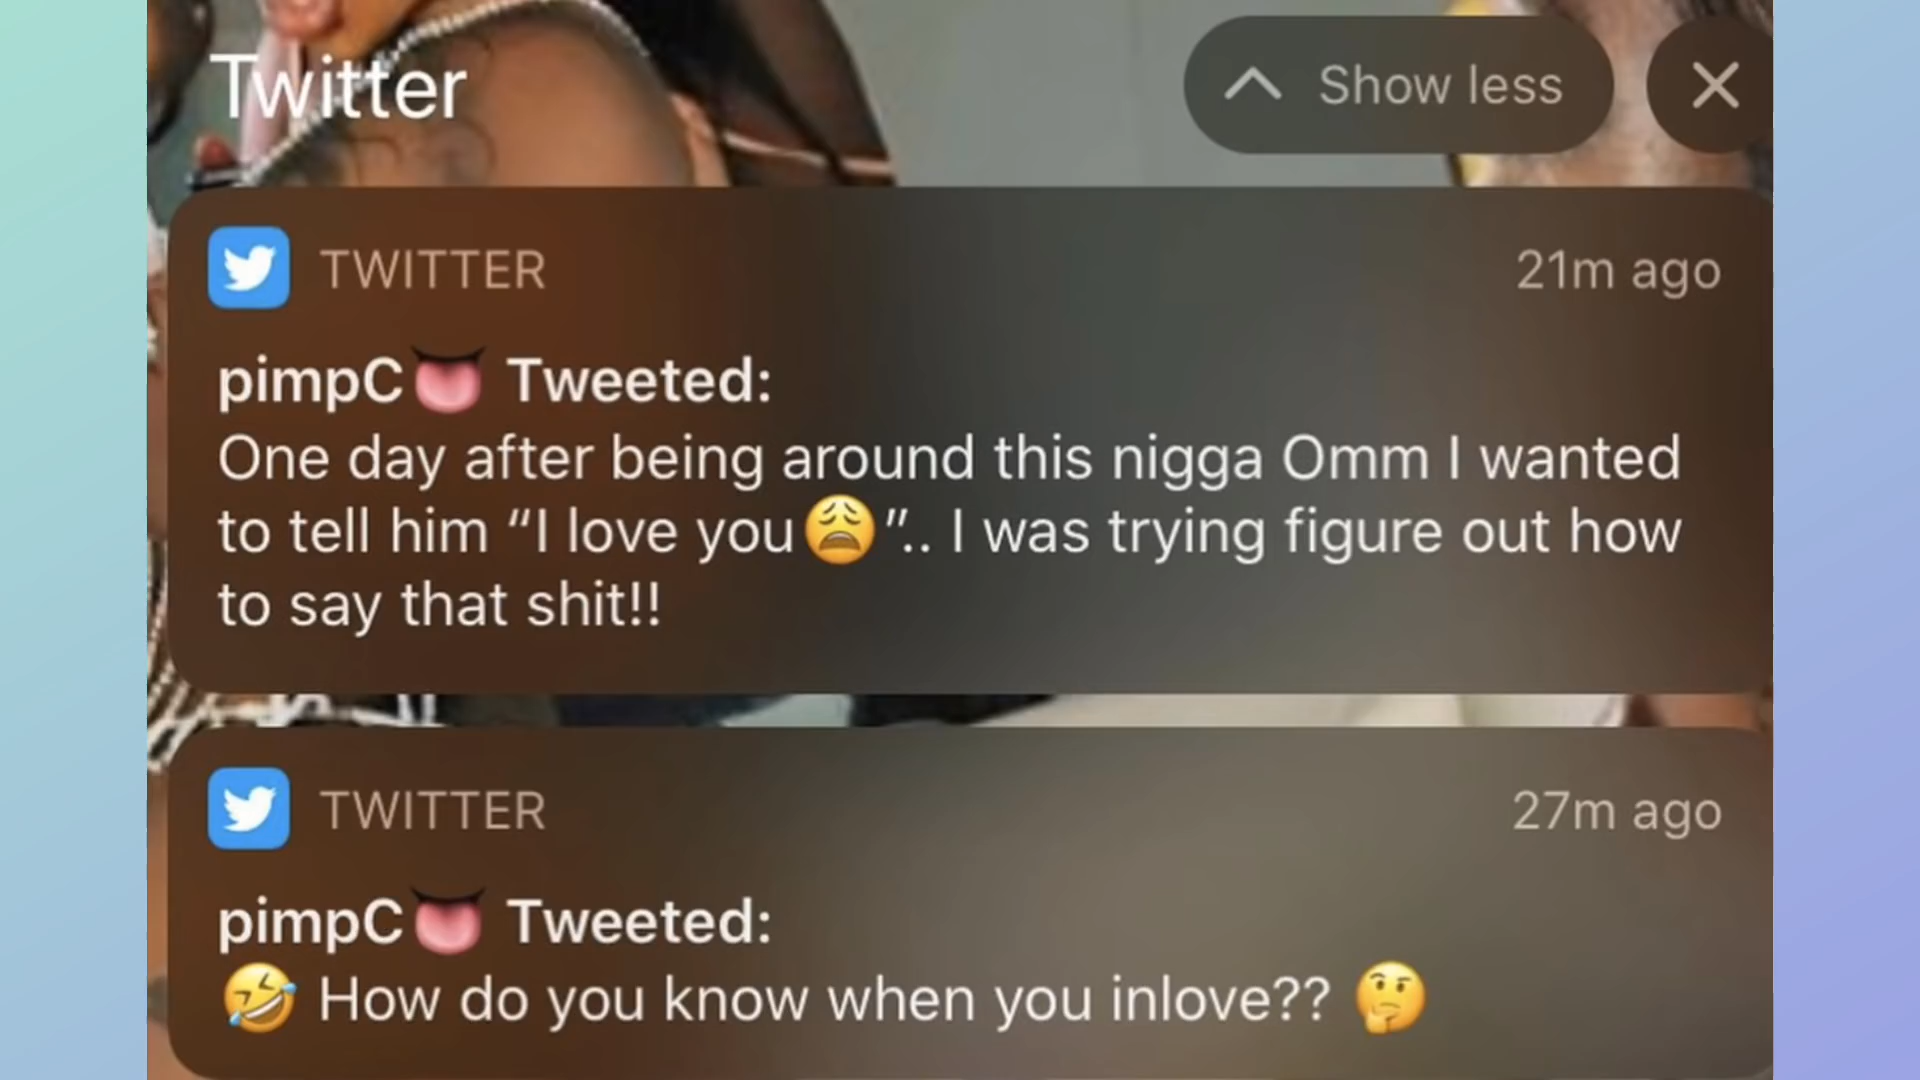 Twitter
Show less
TWITTER
21m ago
pimpC👅 Tweeted:
One day after being around this nigga Omm I wanted
to tell him “I love you😩”.. I was trying figure out how
to say that shit!!
TWITTER
27m ago
pimpC👅 Tweeted:
🤣 How do you know when you inlove?? 🤔